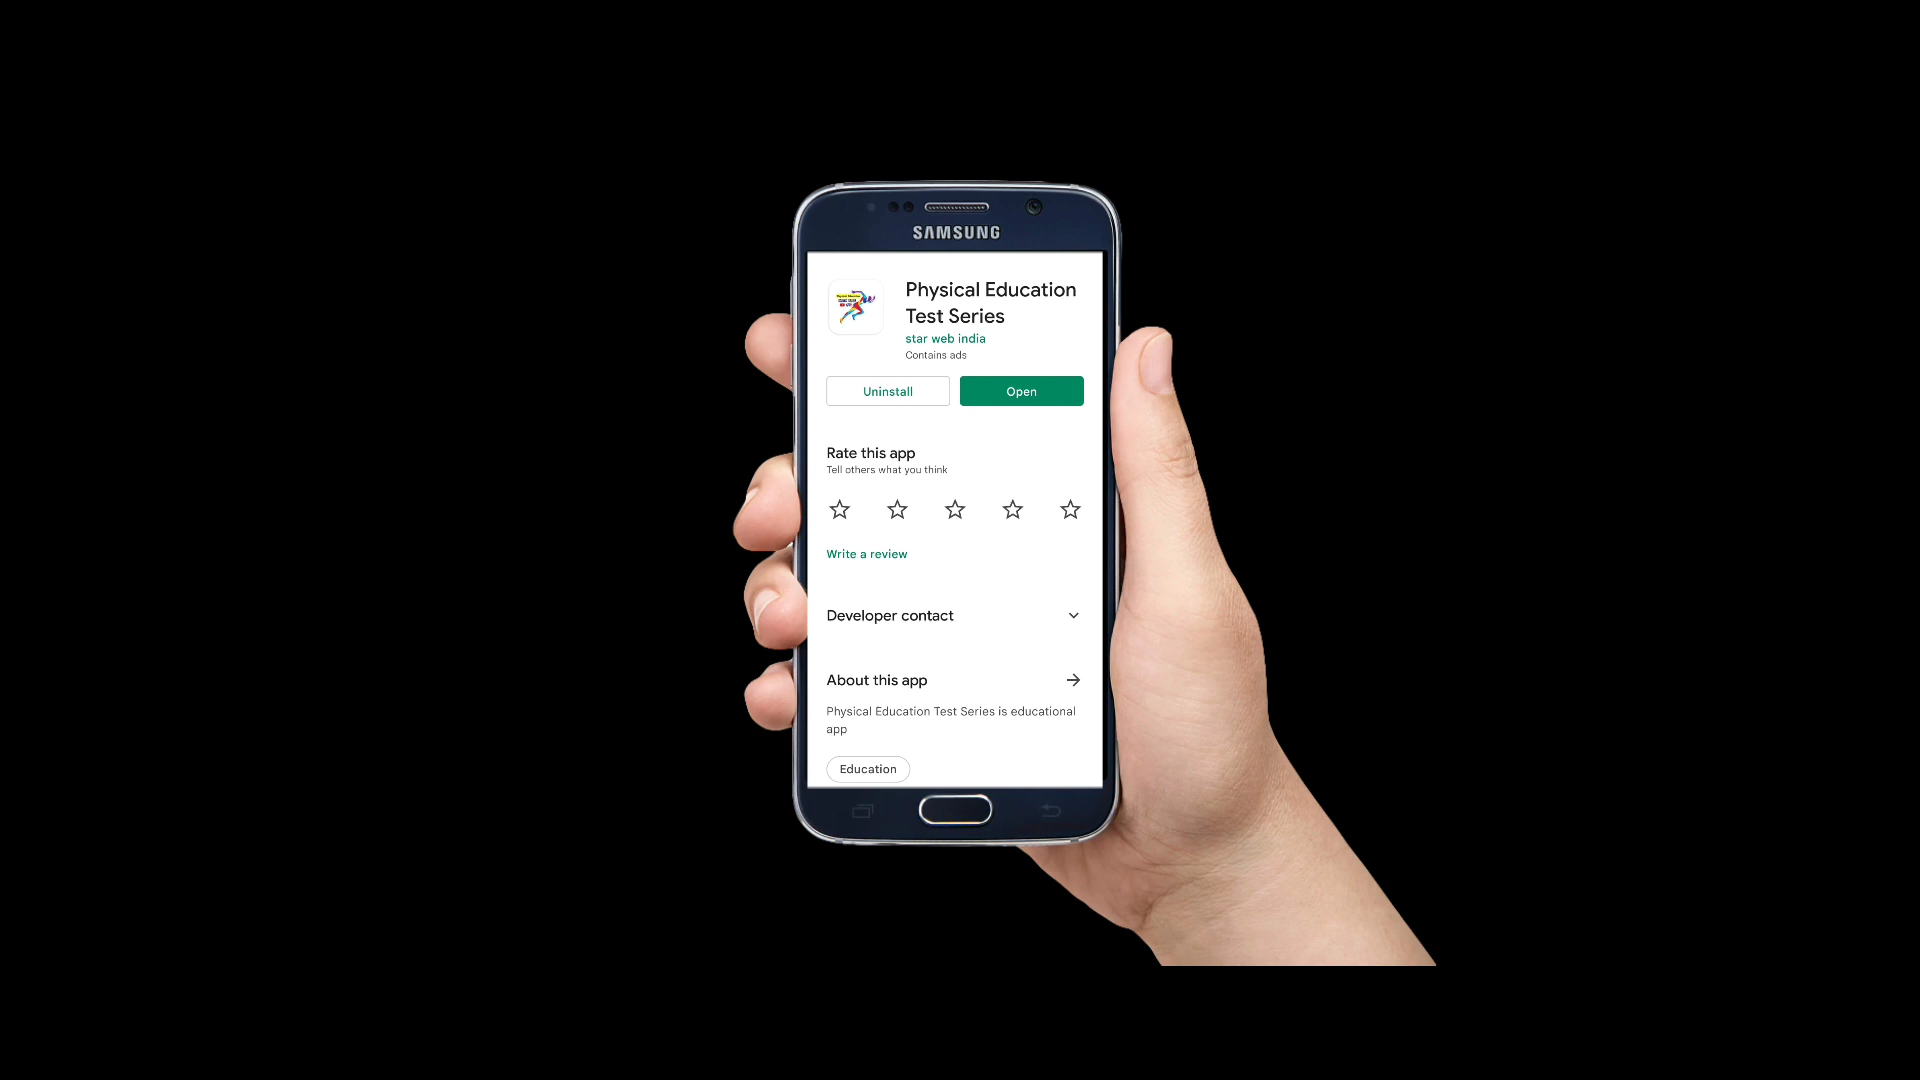 SAMSUNG
Physical Education
Test Series
star web india
Contains ads
Uninstall
Open
Rate this app
Tell others what you think
Write a review
Developer contact
About this app
Physical Education Test Series is educational
app
Education